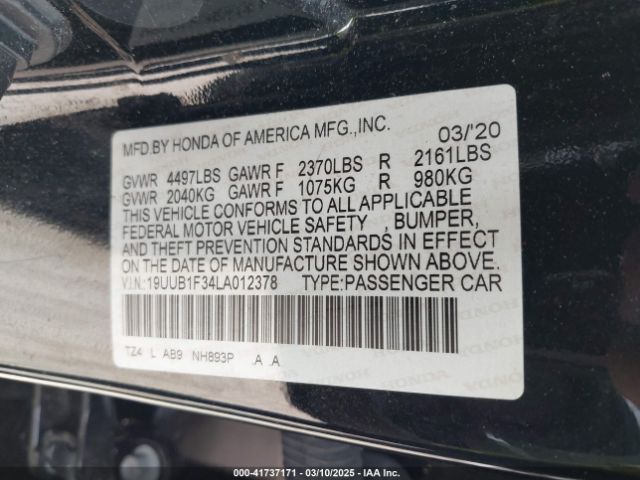 MFD.BY HONDA OF AMERICA MFG.,INC. 03/'20
GVWR 4497LBS GAWR F 2370LBS R 2161LBS
GVWR 2040KG GAWR F 1075KG R 980KG
THIS VEHICLE CONFORMS TO ALL APPLICABLE
FEDERAL MOTOR VEHICLE SAFETY , BUMPER,
AND THEFT PREVENTION STANDARDS IN EFFECT
ON THE DATE OF MANUFACTURE SHOWN ABOVE.
V.I.N.:19UUB1F34LA012378 TYPE:PASSENGER CAR
TZ4 L AB9 NH893P .A .A
HONDA HONDA
000-41737171 — 03/10/2025 — IAA Inc.